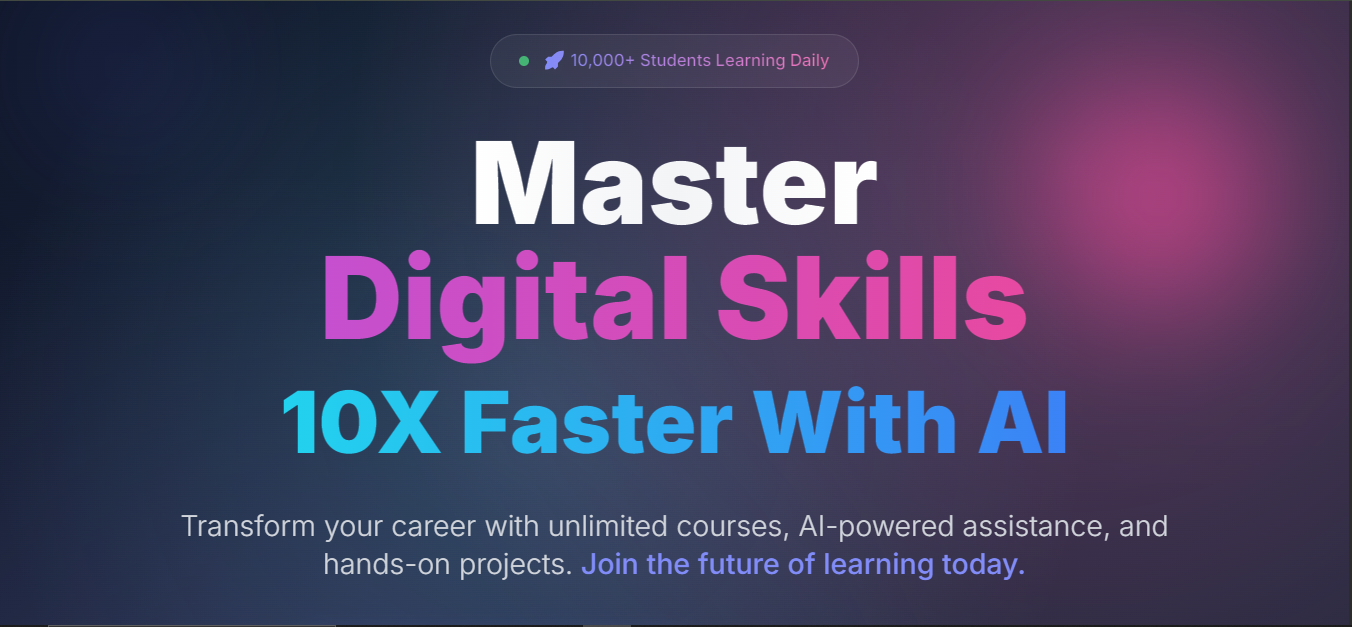 10,000+ Students Learning Daily
Master
Digital Skills
10X Faster With AI
Transform your career with unlimited courses, AI-powered assistance, and
hands-on projects. Join the future of learning today.